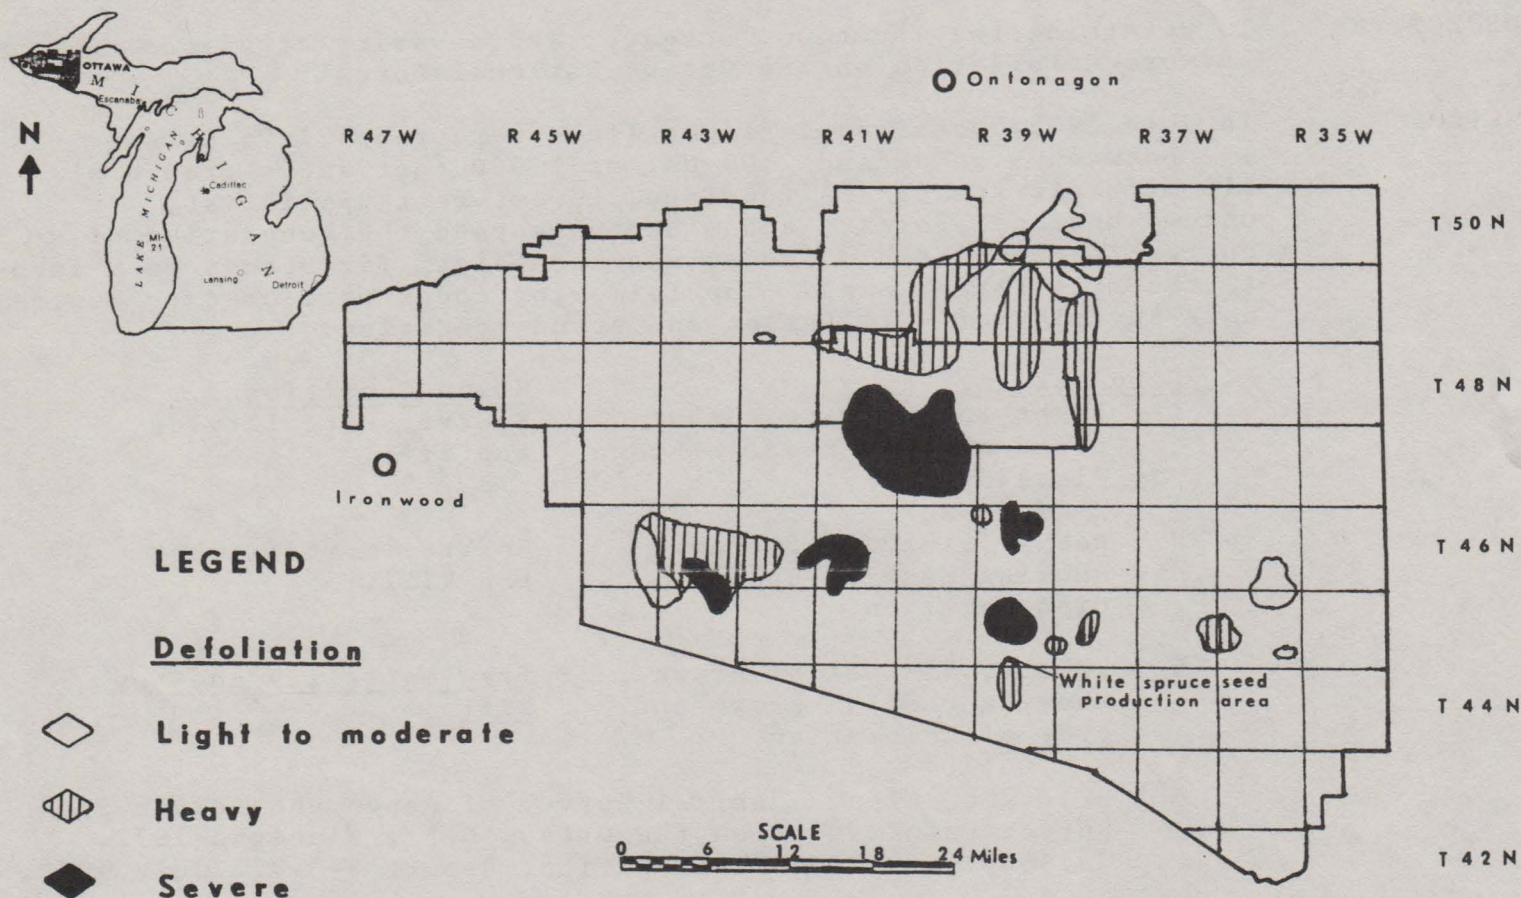 OTTAWA
M I C H I G A N
Escanaba
N
LAKE MICHIGAN
Cadillac
MI-
21
Lansing
Detroit
Ontonagon
R 47 W R 45 W R 43 W R 41 W R 39 W R 37 W R 35 W
T 50 N
T 48 N
Ironwood
T 46 N
LEGEND
Defoliation
White spruce seed
production area
T 44 N
Light to moderate
Heavy
Severe
SCALE
0 6 12 18 24 Miles
T 42 N